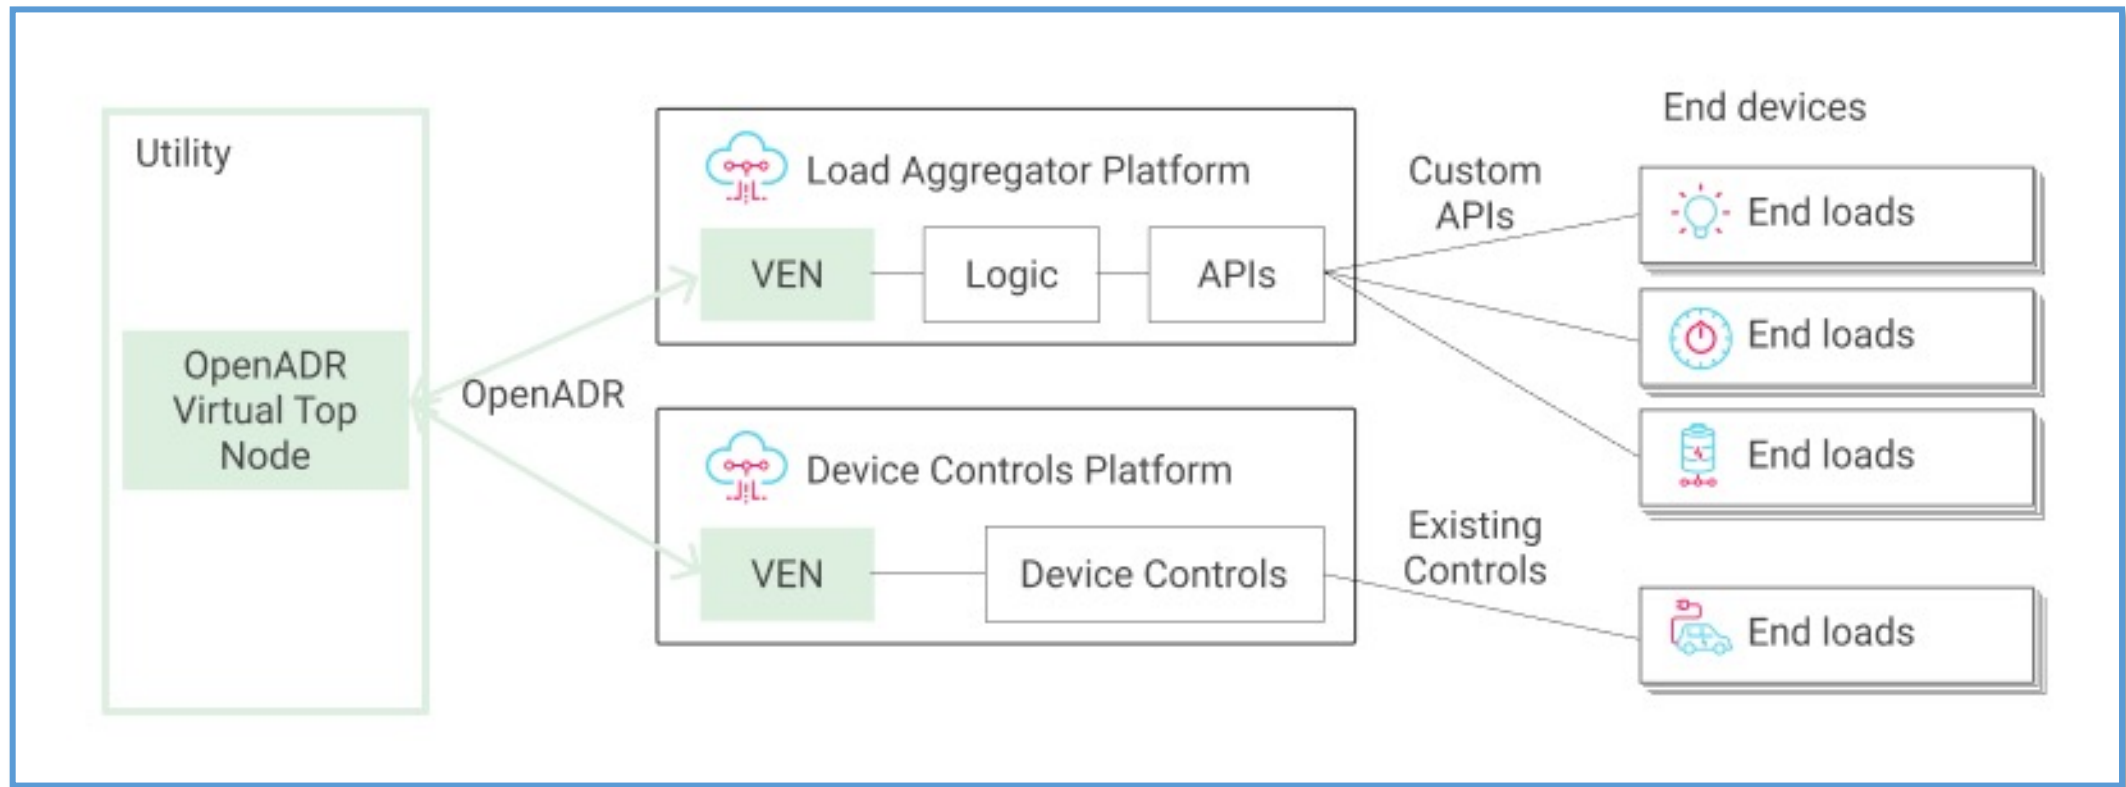 Utility
OpenADR
Virtual Top
Node
OpenADR
Load Aggregator Platform
VEN
Logic
APIs
Device Controls Platform
VEN
Device Controls
Custom
APIs
Existing
Controls
End devices
End loads
End loads
End loads
End loads